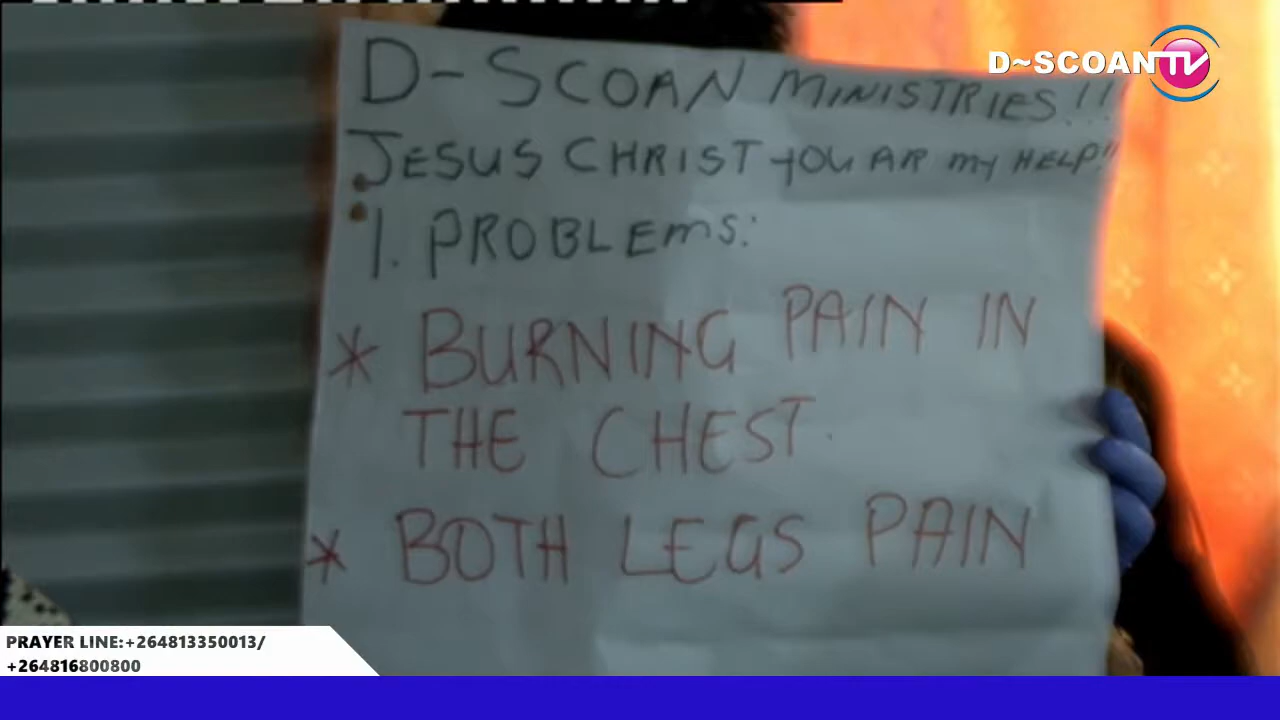 D~SCOANTV
D-SCOAN MINISTRIES!!
JESUS CHRIST YOU AR MY HELP!!
1. PROBLEMS:
* BURNING PAIN IN
THE CHEST.
* BOTH LEGS PAIN
PRAYER LINE:+264813350013/
+264816800800